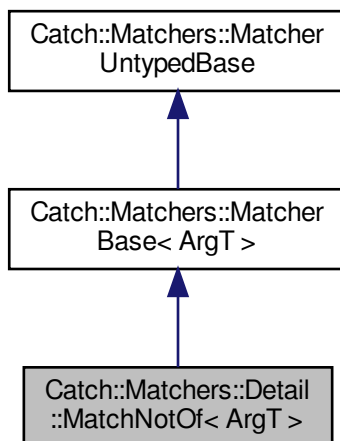 Catch::Matchers::Matcher
UntypedBase
Catch::Matchers::Matcher
Base< ArgT >
Catch::Matchers::Detail
::MatchNotOf< ArgT >